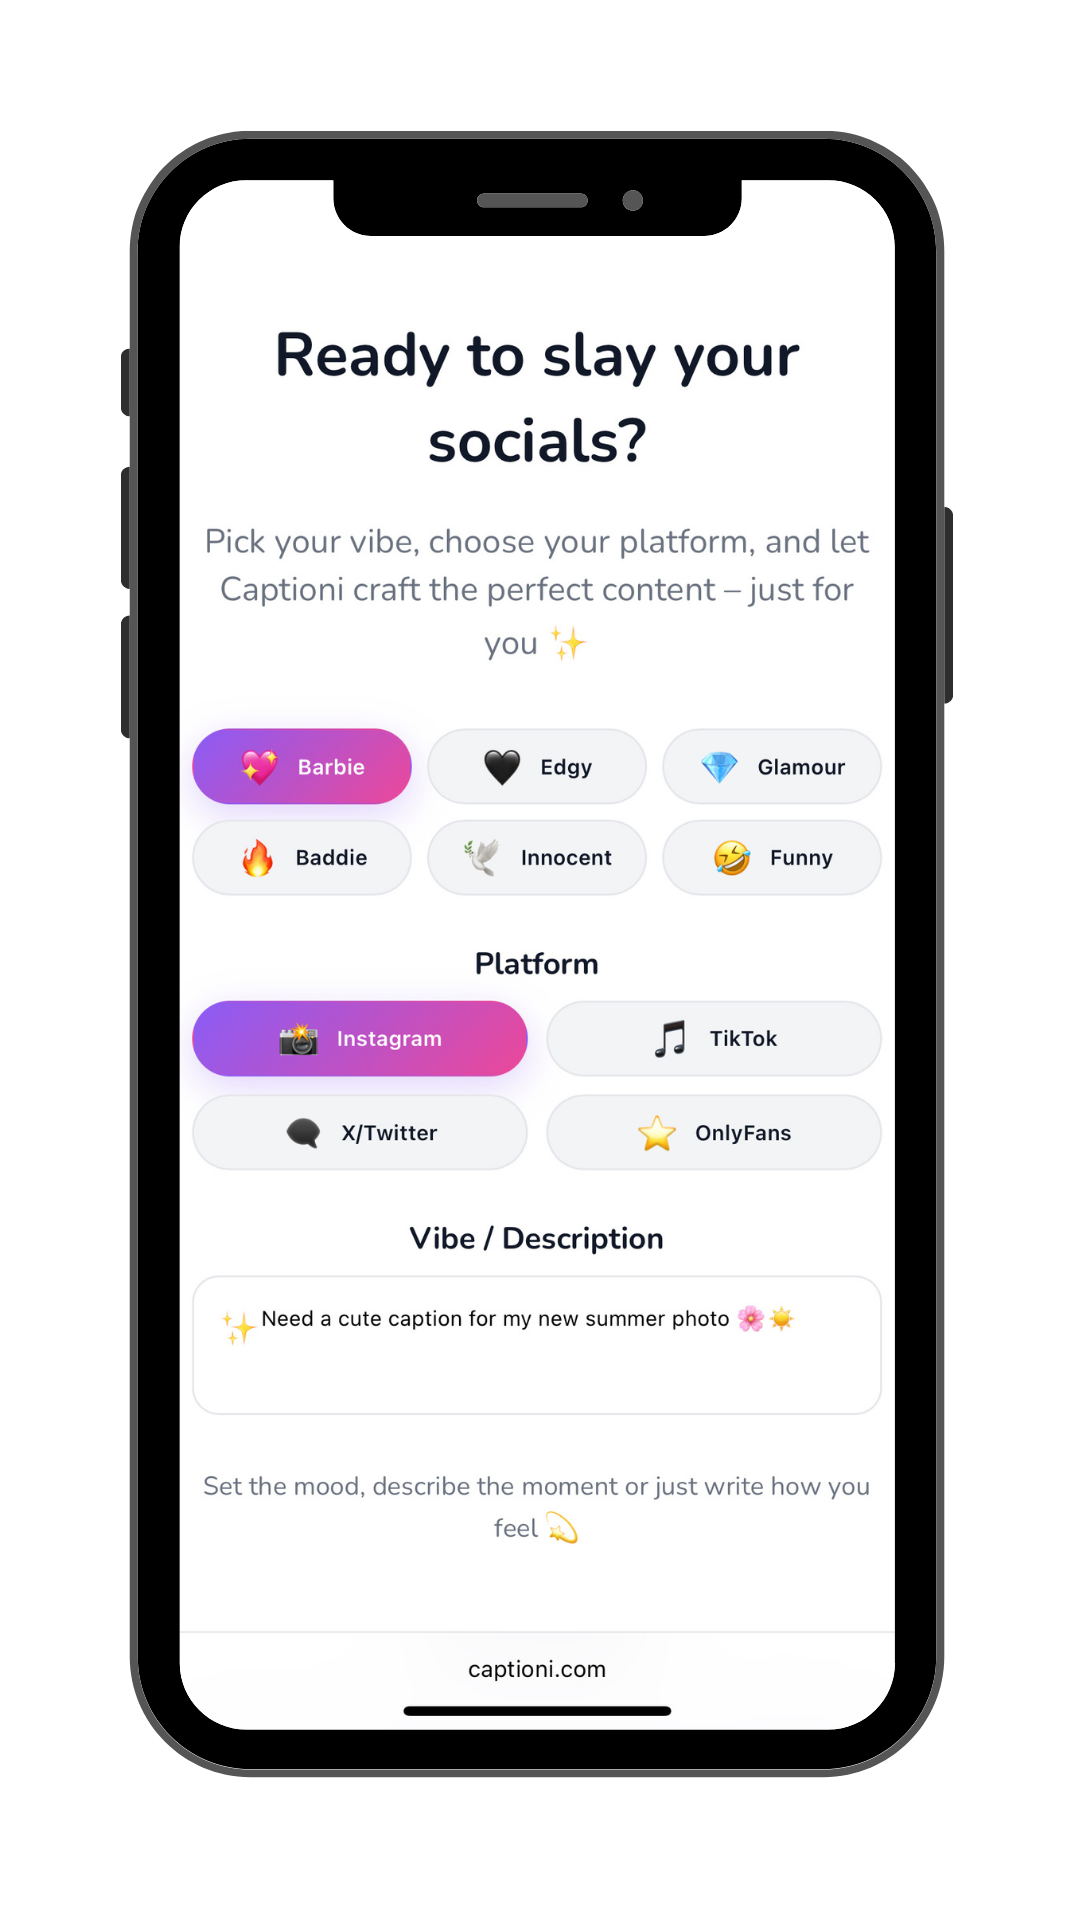 Ready to slay your
socials?
Pick your vibe, choose your platform, and let
Captioni craft the perfect content – just for
you ✨
💖 Barbie
🖤 Edgy
💎 Glamour
🔥 Baddie
🕊️ Innocent
🤣 Funny
Platform
📸 Instagram
🎵 TikTok
🗨️ X/Twitter
⭐ OnlyFans
Vibe / Description
✨ Need a cute caption for my new summer photo 🌸☀️
Set the mood, describe the moment or just write how you
feel 💫
captioni.com